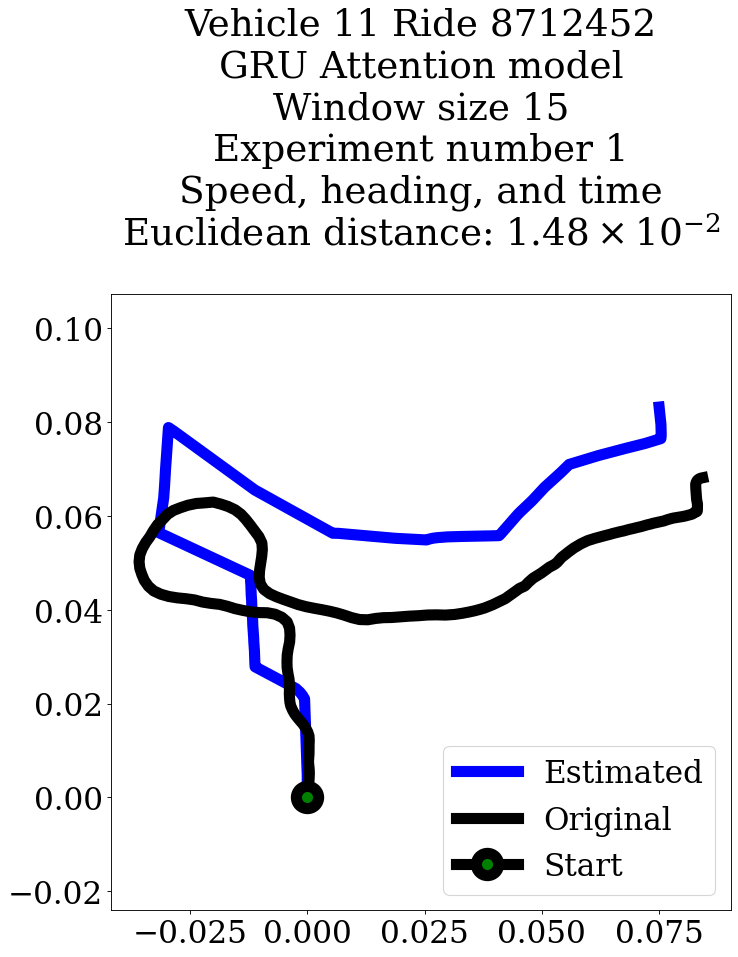 Vehicle 11 Ride 8712452
GRU Attention model
Window size 15
Experiment number 1
Speed, heading, and time
Euclidean distance: 1.48 × 10⁻²
0.10
0.08
0.06
0.04
0.02
0.00
−0.02
−0.025 0.000 0.025 0.050 0.075
Estimated
Original
Start